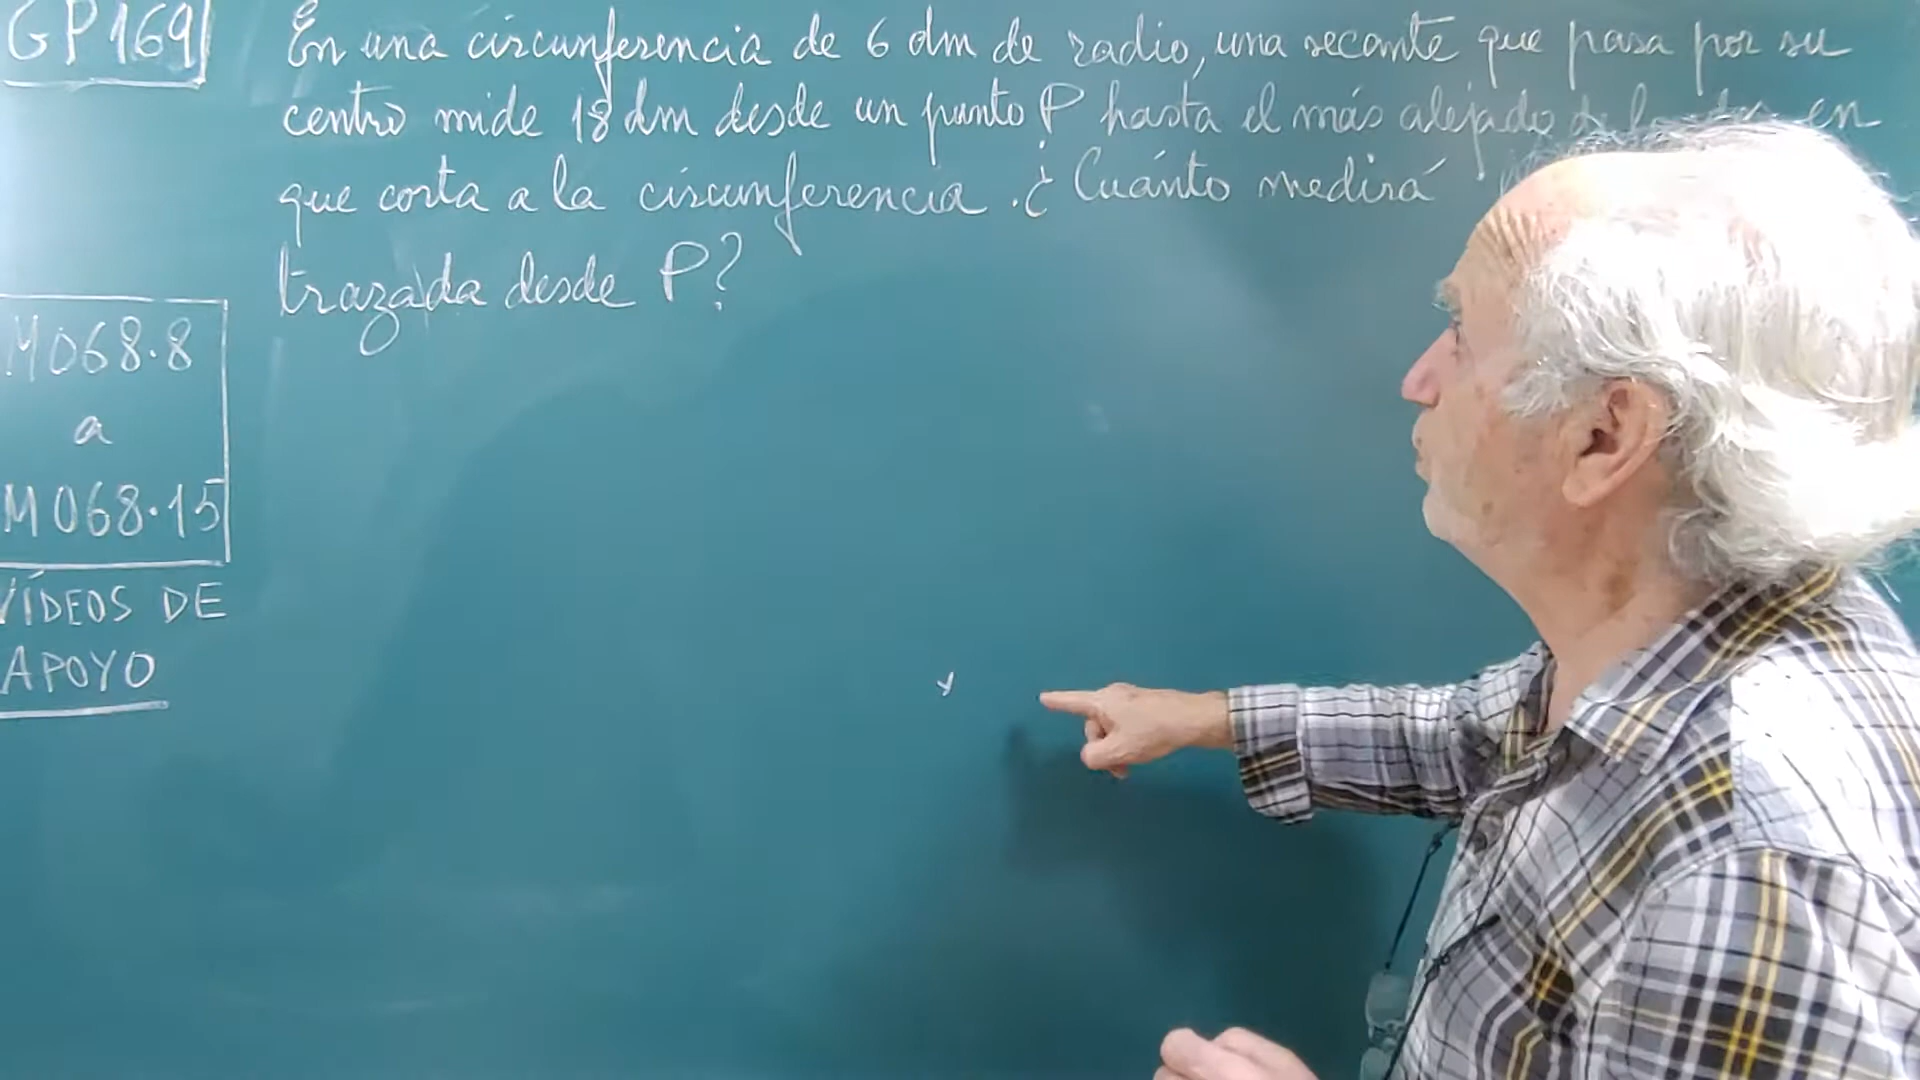 GP169
En una circunferencia de 6 dm de radio, una secante que pasa por su
centro mide 18 dm desde un punto P hasta el más alejado en
que corta a la circunferencia. ¿Cuánto medirá
trazada desde P?
M068.8
a
M068.15
VÍDEOS DE
APOYO